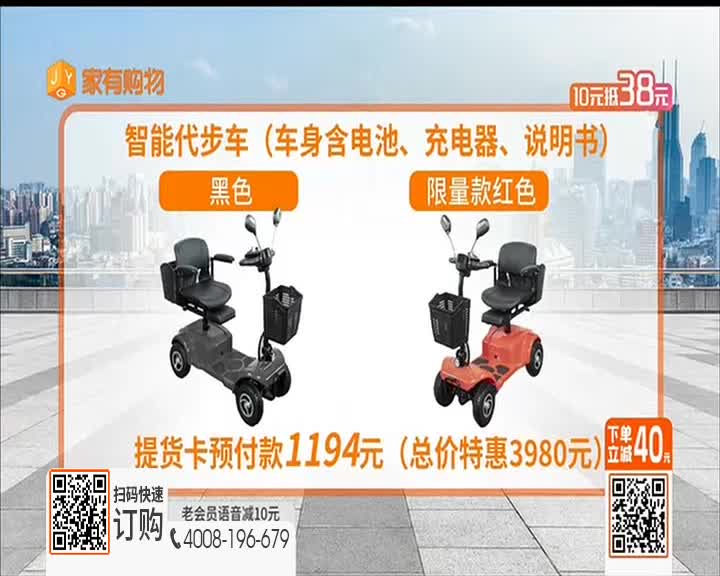 JYG 家有购物
10元抵38元
智能代步车（车身含电池、充电器、说明书）
黑色
限量款红色
提货卡预付款1194元（总价特惠3980元）
下单
立减40元
扫码快速
订购
老会员语音减10元
4008-196-679